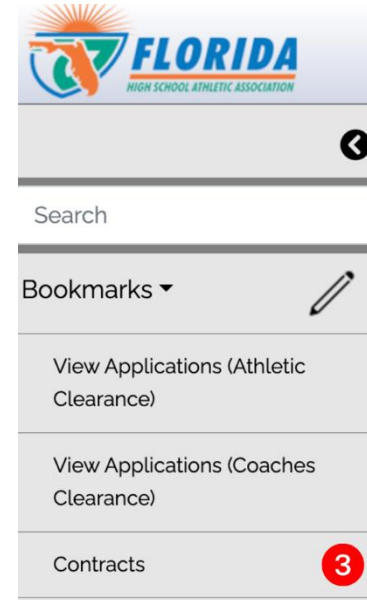 FLORIDA
HIGH SCHOOL ATHLETIC ASSOCIATION
Search
Bookmarks
View Applications (Athletic
Clearance)
View Applications (Coaches
Clearance)
Contracts 3